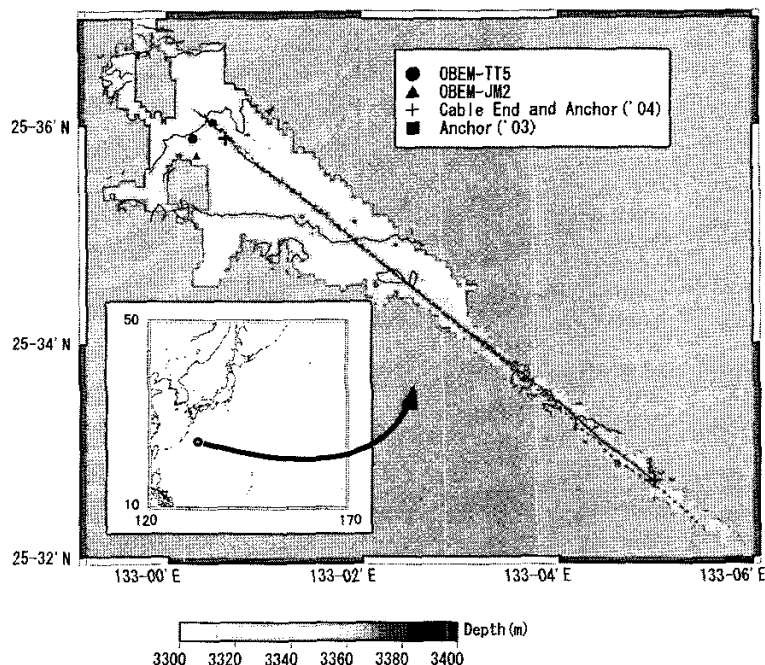 OBEM-TT5
OBEM-JM2
Cable End and Anchor('04)
Anchor('03)
25-36' N
25-34' N
25-32' N
50
10
120
170
133-00' E
133-02' E
133-04' E
133-06' E
Depth(m)
3300 3320 3340 3360 3380 3400